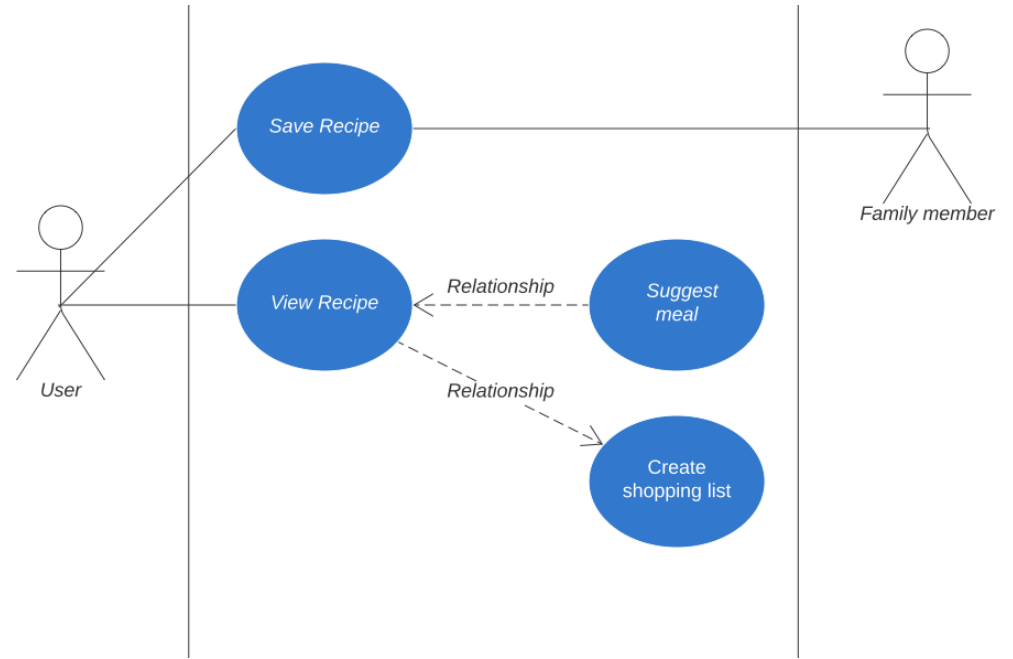 Save Recipe
Family member
View Recipe
Relationship
Suggest
meal
User
Relationship
Create
shopping list